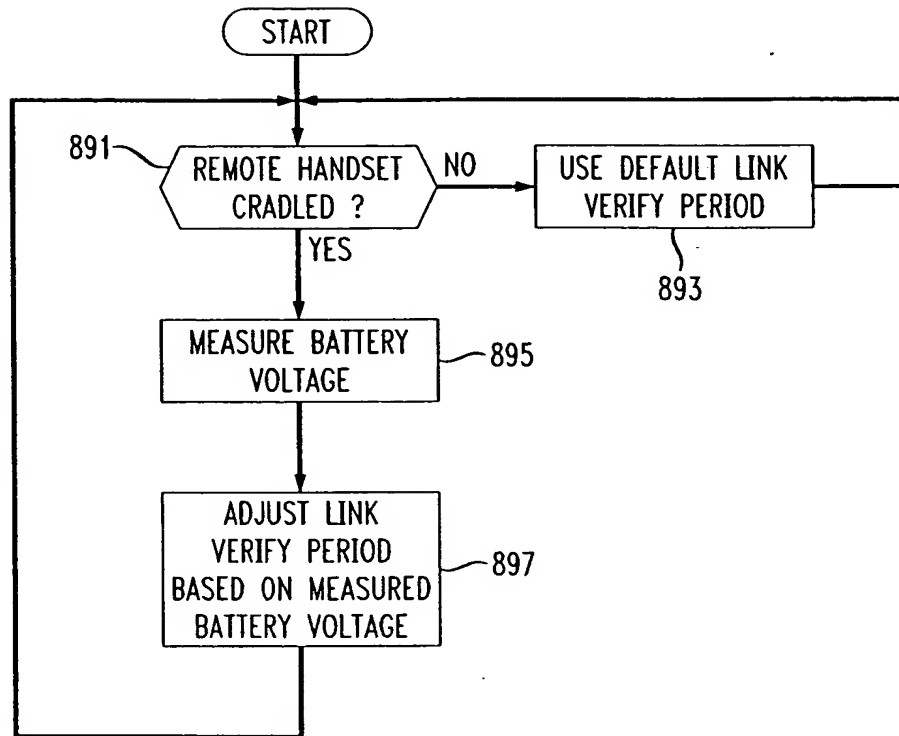 START
891
REMOTE HANDSET
CRADLED ?
NO
USE DEFAULT LINK
VERIFY PERIOD
893
YES
MEASURE BATTERY
VOLTAGE
895
ADJUST LINK
VERIFY PERIOD
BASED ON MEASURED
BATTERY VOLTAGE
897